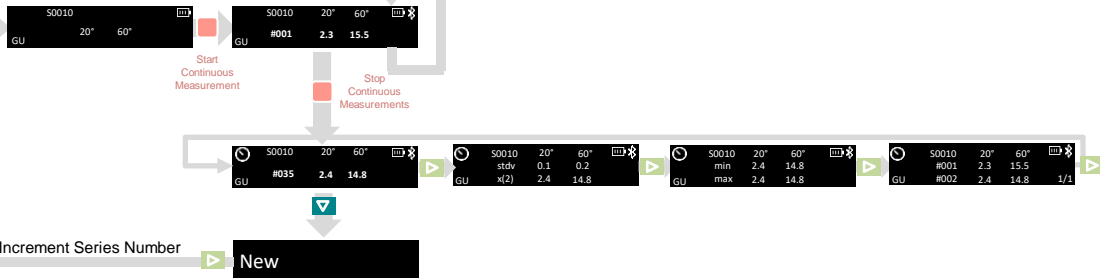 S0010
20° 60°
GU
Start
Continuous
Measurement
S0010 20° 60°
#001 2.3 15.5
GU
Stop
Continuous
Measurements
S0010 20° 60°
#035 2.4 14.8
GU
S0010 20° 60°
stdv 0.1 0.2
GU x(2) 2.4 14.8
S0010 20° 60°
min 2.4 14.8
GU max 2.4 14.8
S0010 20° 60°
#001 2.3 15.5
GU #002 2.4 14.8 1/1
Increment Series Number
New